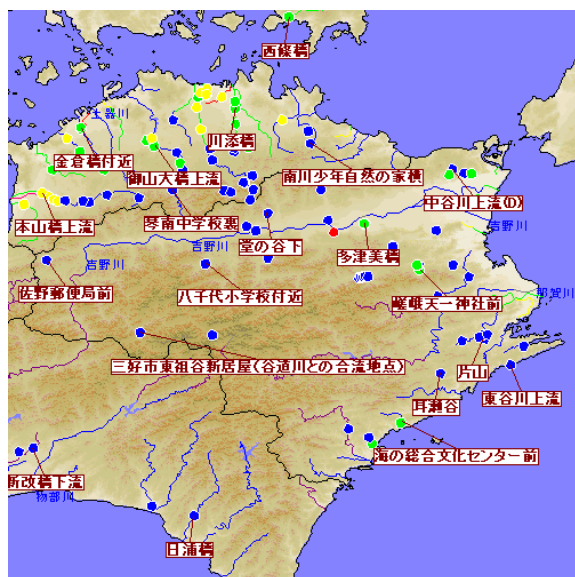 西條橋
土器川
川添橋
金倉橋付近
御山大橋上流
南川少年自然の家横
中谷川上流(D)
琴南中学校裏
本山橋上流
吉野川
堂の谷下
多津美橋
吉野川
佐野郵便局前
八千代小学校付近
嵯峨天一神社前
那賀川
三好市東祖谷新居屋(谷道川との合流地点)
片山
東谷川上流
耳瀬谷
海の総合文化センター前
新改橋下流
物部川
日浦橋